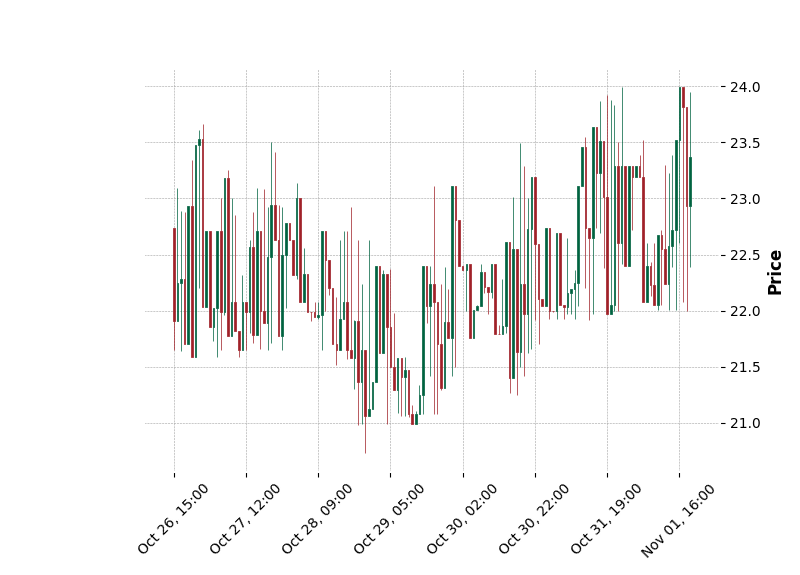 24.0
23.5
23.0
22.5
22.0
21.5
21.0
Price
Oct 26, 15:00
Oct 27, 12:00
Oct 28, 09:00
Oct 29, 05:00
Oct 30, 02:00
Oct 30, 22:00
Oct 31, 19:00
Nov 01, 16:00